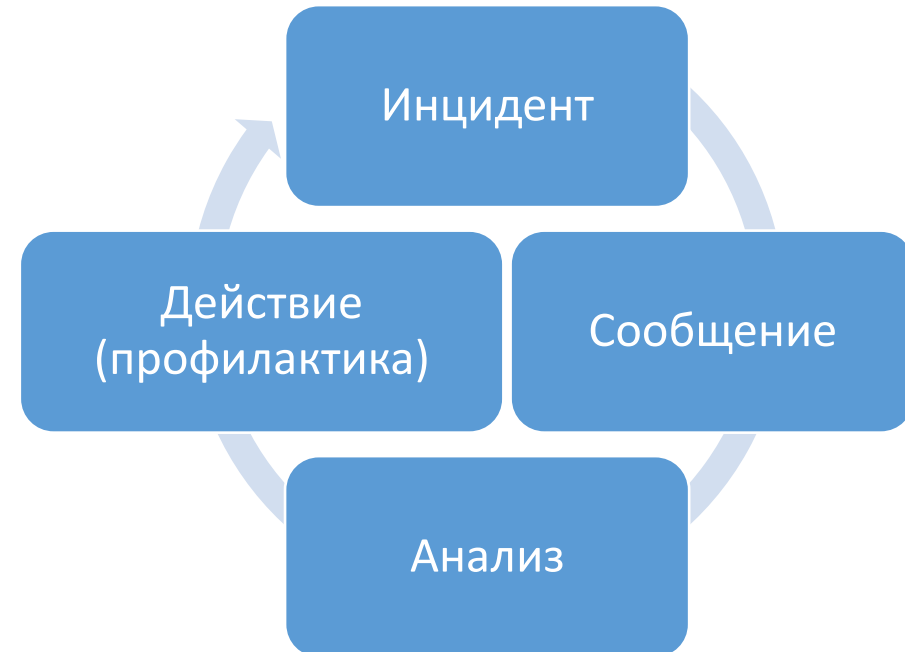 Инцидент
Действие
(профилактика)
Сообщение
Анализ